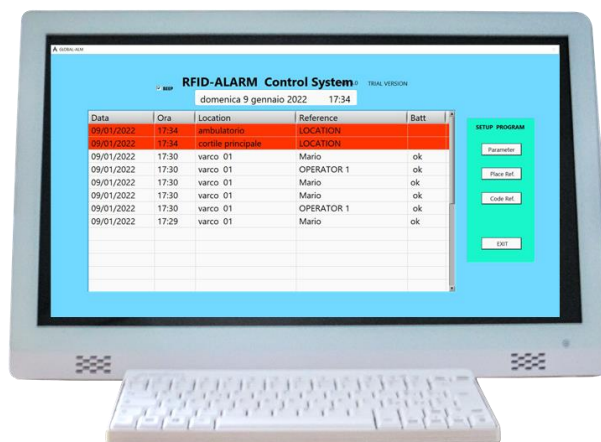 GLOBAL-ALM
RFID-ALARM Control System
TRIAL VERSION
BEEP
domenica 9 gennaio 2022 17:34
Data Ora Location Reference Batt
09/01/2022 17:34 ambulatorio LOCATION
09/01/2022 17:34 cortile principale LOCATION
09/01/2022 17:30 varco 01 Mario ok
09/01/2022 17:30 varco 01 OPERATOR 1 ok
09/01/2022 17:30 varco 01 Mario ok
09/01/2022 17:30 varco 01 Mario ok
09/01/2022 17:30 varco 01 OPERATOR 1 ok
09/01/2022 17:29 varco 01 Mario ok
SETUP PROGRAM
Parameter
Place Ref.
Code Ref.
EXIT